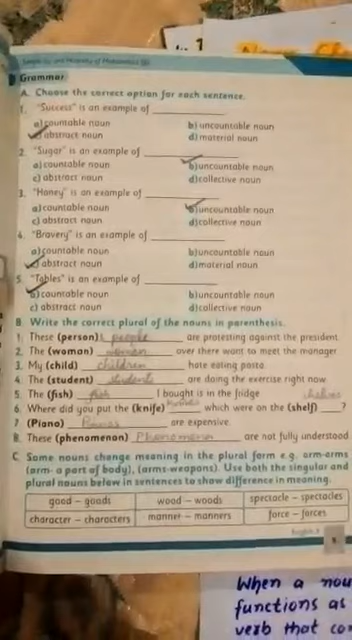 Grammar
A. Choose the correct option for each sentence.
1. "Success" is an example of ____________
a) countable noun b) uncountable noun
c) abstract noun d) material noun
2. "Sugar" is an example of ____________
a) countable noun b) uncountable noun
c) abstract noun d) collective noun
3. "Honey" is an example of ____________
a) countable noun b) uncountable noun
c) abstract noun d) collective noun
4. "Bravery" is an example of ____________
a) countable noun b) uncountable noun
c) abstract noun d) material noun
5. "Tables" is an example of ____________
a) countable noun b) uncountable noun
c) abstract noun d) collective noun
B. Write the correct plural of the nouns in parenthesis.
1. These (person) people are protesting against the president
2. The (woman) women over there want to meet the manager
3. My (child) children hate eating pasta.
4. The (student) students are doing the exercise right now
5. The (fish) fish I bought is in the fridge
6. Where did you put the (knife) knives which were on the (shelf) shelves ?
7. (Piano) Pianos are expensive.
8. These (phenomenon) are not fully understood
C. Some nouns change meaning in the plural form e.g. arm-arms
(arm- a part of body), (arms-weapons). Use both the singular and
plural nouns below in sentences to show difference in meaning.
good – goods wood – woods spectacle – spectacles
character – characters manner – manners force – forces
When a nou
functions as
verb that co